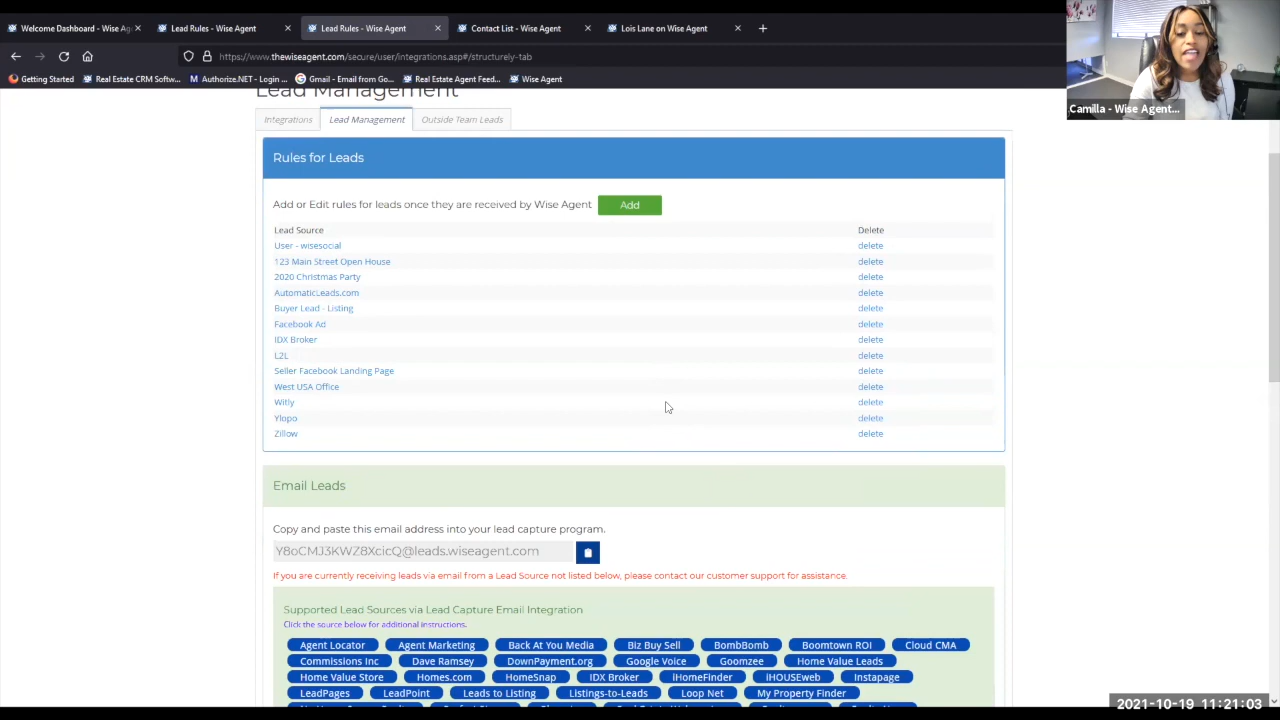 Welcome Dashboard - Wise Ag
Lead Rules - Wise Agent
Lead Rules - Wise Agent
Contact List - Wise Agent
Lois Lane on Wise Agent
https://www.thewiseagent.com/secure/user/integrations.asp#/structurely-tab
Getting Started
Real Estate CRM Softw...
Authorize.NET - Login ...
Gmail - Email from Go...
Real Estate Agent Feed...
Wise Agent
Camilla - Wise Agent...
Lead Management
Integrations
Lead Management
Outside Team Leads
Rules for Leads
Add or Edit rules for leads once they are received by Wise Agent Add
Lead Source Delete
User - wisesocial delete
123 Main Street Open House delete
2020 Christmas Party delete
AutomaticLeads.com delete
Buyer Lead - Listing delete
Facebook Ad delete
IDX Broker delete
L2L delete
Seller Facebook Landing Page delete
West USA Office delete
Witly delete
Ylopo delete
Zillow delete
Email Leads
Copy and paste this email address into your lead capture program.
Y8oCMJ3KWZ8XcicQ@leads.wiseagent.com
If you are currently receiving leads via email from a Lead Source not listed below, please contact our customer support for assistance.
Supported Lead Sources via Lead Capture Email Integration
Click the source below for additional instructions.
Agent Locator Agent Marketing Back At You Media Biz Buy Sell BombBomb Boomtown ROI Cloud CMA
Commissions Inc Dave Ramsey DownPayment.org Google Voice Goomzee Home Value Leads
Home Value Store Homes.com HomeSnap IDX Broker iHomeFinder iHOUSEweb Instapage
LeadPages LeadPoint Leads to Listing Listings-to-Leads Loop Net My Property Finder
2021-10-19 11:21:03